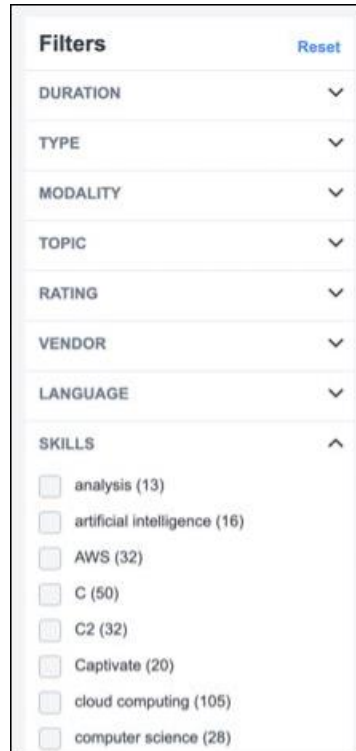 Filters
Reset
DURATION
TYPE
MODALITY
TOPIC
RATING
VENDOR
LANGUAGE
SKILLS
analysis (13)
artificial intelligence (16)
AWS (32)
C (50)
C2 (32)
Captivate (20)
cloud computing (105)
computer science (28)